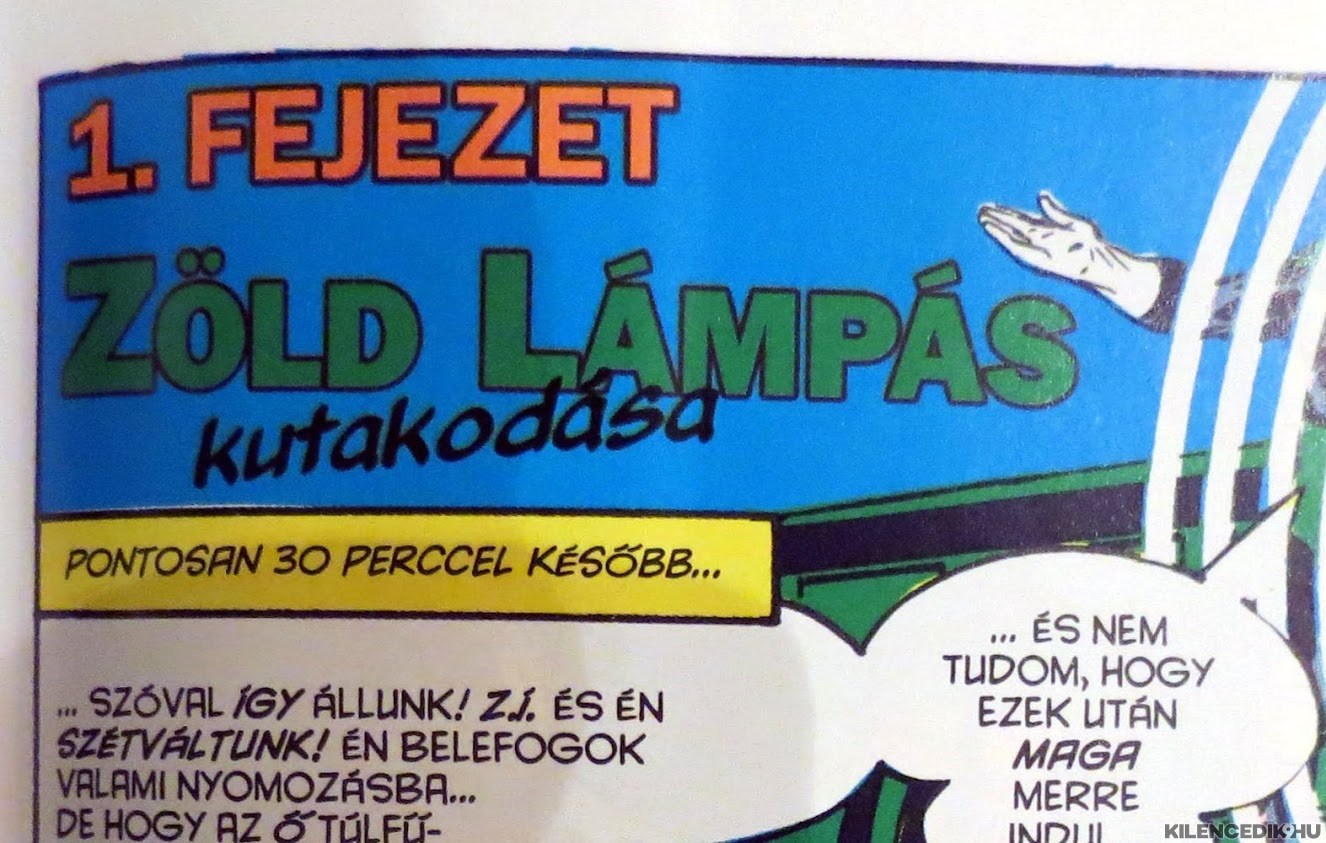 1. FEJEZET
ZÖLD LÁMPÁS
kutakodása
PONTOSAN 30 PERCCEL KÉSŐBB...
... SZÓVAL ÍGY ÁLLUNK! Z.I. ÉS ÉN
SZÉTVÁLTUNK! ÉN BELEFOGOK
VALAMI NYOMOZÁSBA...
DE HOGY AZ Ő TÚLFŰ-
... ÉS NEM
TUDOM, HOGY
EZEK UTÁN
MAGA
MERRE
INDUL
KILENCEDIK.HU